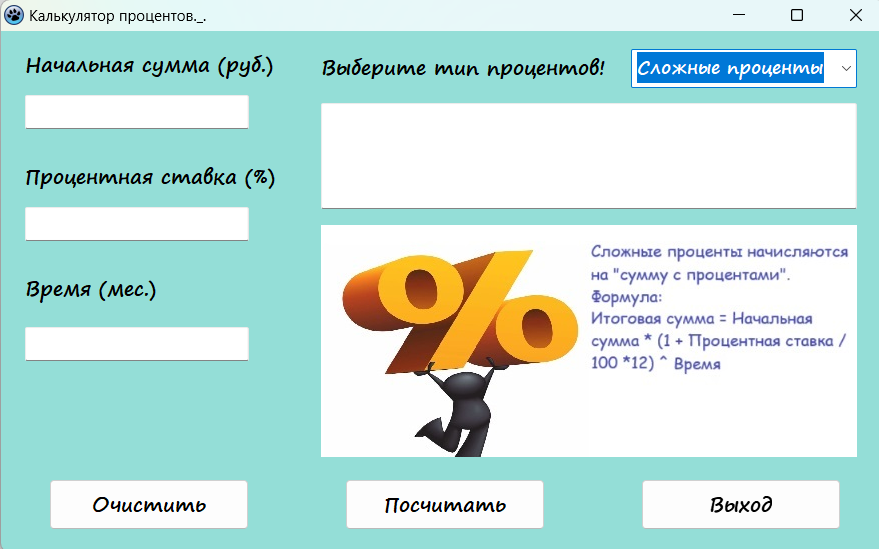 Калькулятор процентов._.
Начальная сумма (руб.)
Выберите тип процентов!
Сложные проценты
Процентная ставка (%)
Время (мес.)
%
Сложные проценты начисляются
на "сумму с процентами".
Формула:
Итоговая сумма = Начальная
сумма * (1 + Процентная ставка /
100 *12) ^ Время
Очистить
Посчитать
Выход